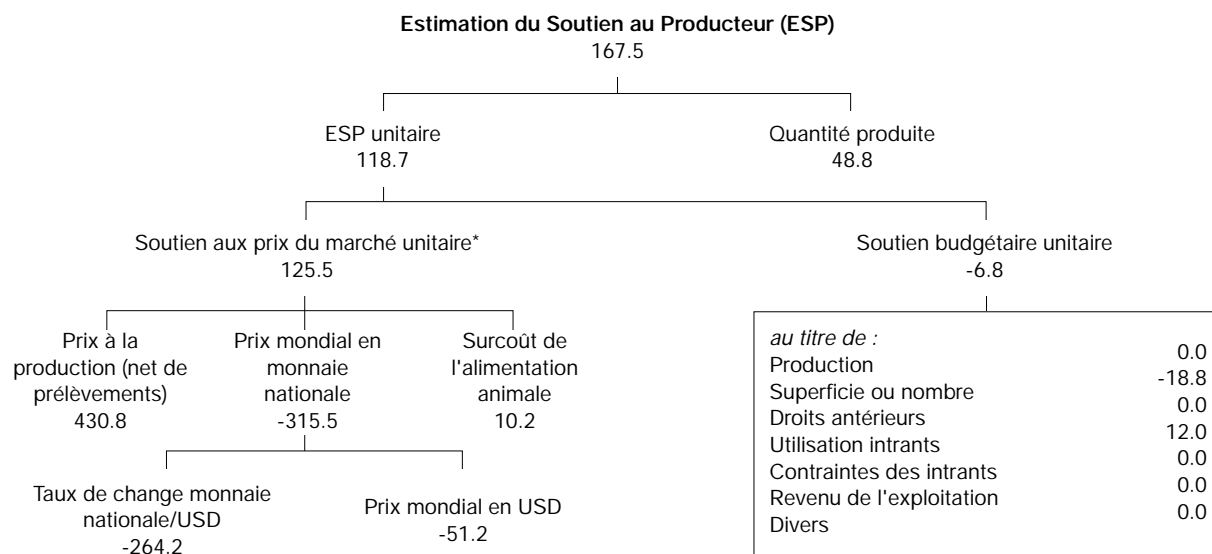 Estimation du Soutien au Producteur (ESP)
167.5
ESP unitaire
118.7
Quantité produite
48.8
Soutien aux prix du marché unitaire*
125.5
Soutien budgétaire unitaire
-6.8
Prix à la
production (net de
prélèvements)
430.8
Prix mondial en
monnaie
nationale
-315.5
Surcoût de
l'alimentation
animale
10.2
Taux de change monnaie
nationale/USD
-264.2
Prix mondial en USD
-51.2
au titre de :
Production 0.0
Superficie ou nombre -18.8
Droits antérieurs 0.0
Utilisation intrants 12.0
Contraintes des intrants 0.0
Revenu de l'exploitation 0.0
Divers 0.0